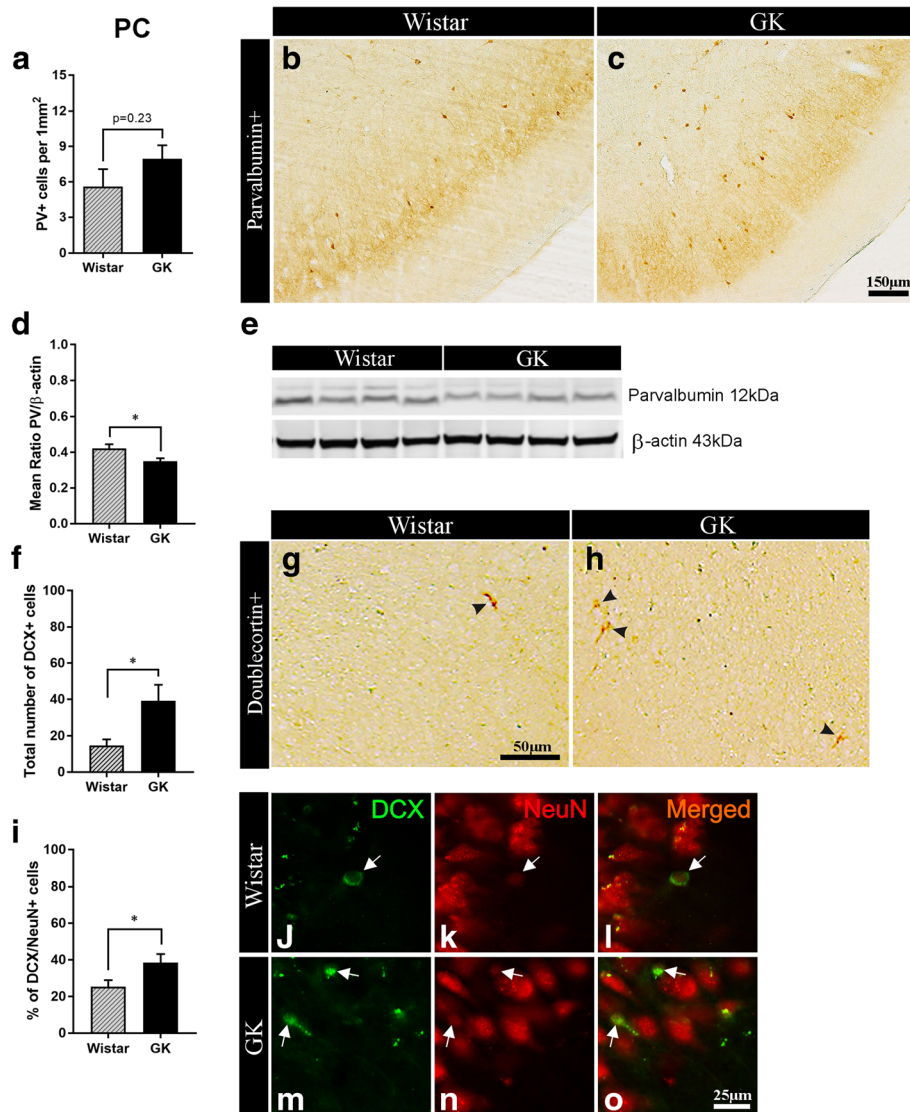 PC
Wistar
GK
a
PV+ cells per 1mm²
15
12
9
6
3
0
p=0.23
Wistar
GK
Parvalbumin+
b
c
150µm
d
Mean Ratio PV/β-actin
1.0
0.8
0.6
0.4
0.2
0.0
*
Wistar
GK
e
Wistar
GK
Parvalbumin 12kDa
β-actin 43kDa
f
Total number of DCX+ cells
100
80
60
40
20
0
*
Wistar
GK
Wistar
GK
Doublecortin+
g
h
50µm
i
% of DCX/NeuN+ cells
100
80
60
40
20
0
*
Wistar
GK
Wistar
DCX
NeuN
Merged
J
k
l
GK
m
n
o
25µm